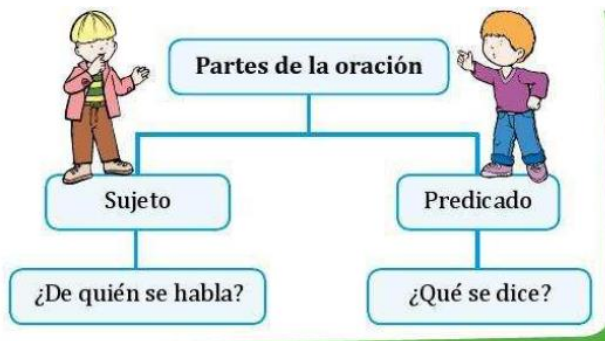 Partes de la oración
Sujeto
Predicado
¿De quién se habla?
¿Qué se dice?